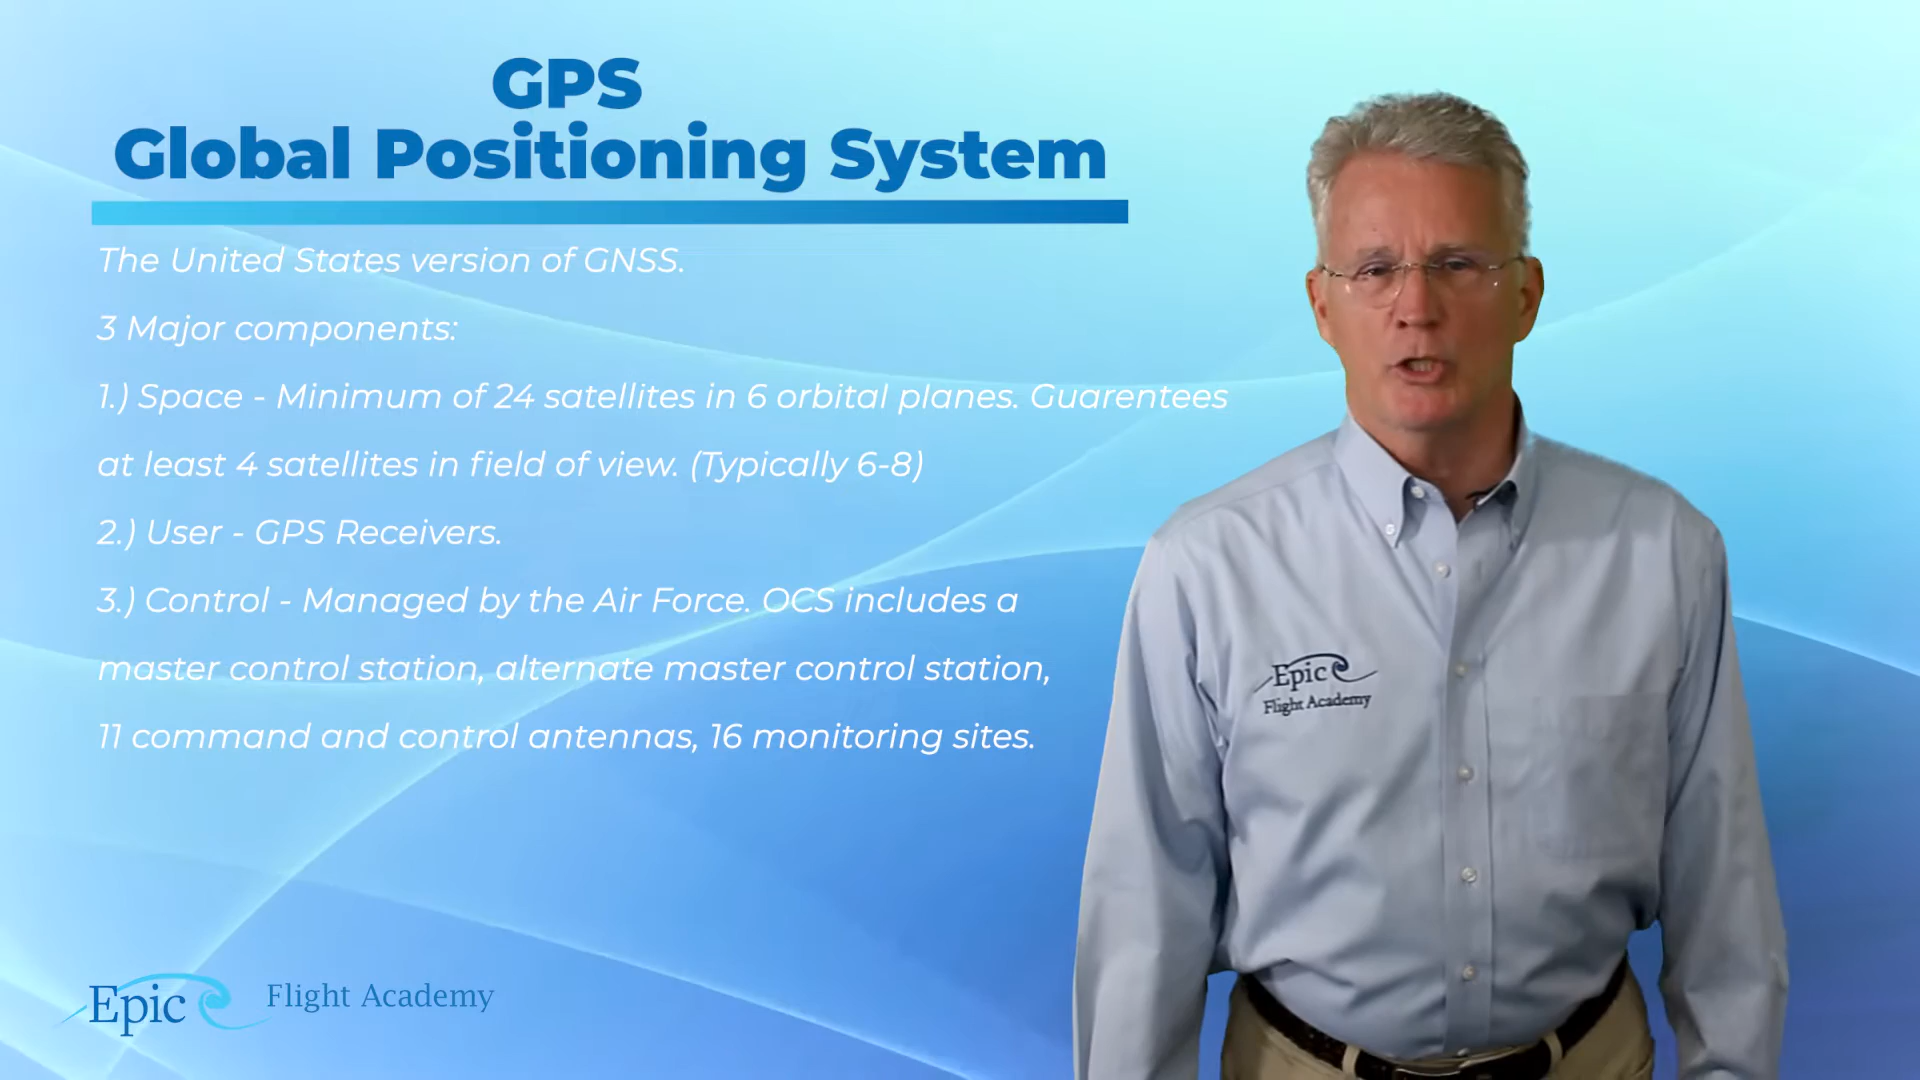 GPS
Global Positioning System
The United States version of GNSS.
3 Major components:
1.) Space - Minimum of 24 satellites in 6 orbital planes. Guarentees
at least 4 satellites in field of view. (Typically 6-8)
2.) User - GPS Receivers.
3.) Control - Managed by the Air Force. OCS includes a
master control station, alternate master control station,
11 command and control antennas, 16 monitoring sites.
Epic
Flight Academy
Epic Flight Academy